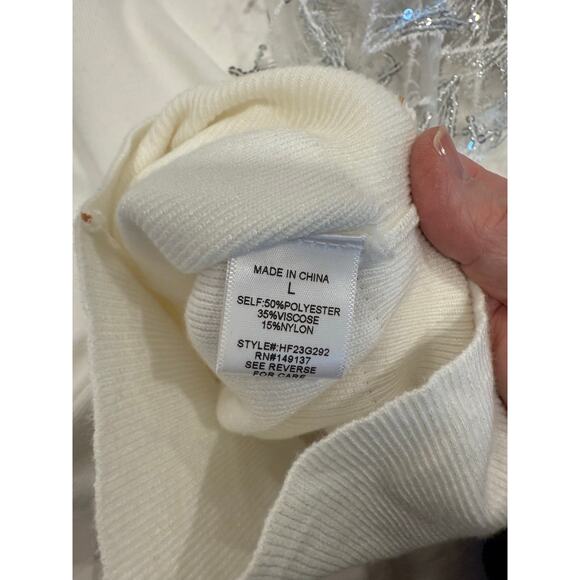 MADE IN CHINA
L
SELF:50%POLYESTER
35%VISCOSE
15%NYLON
STYLE#:HF23G292
RN#149137
SEE REVERSE
FOR CARE